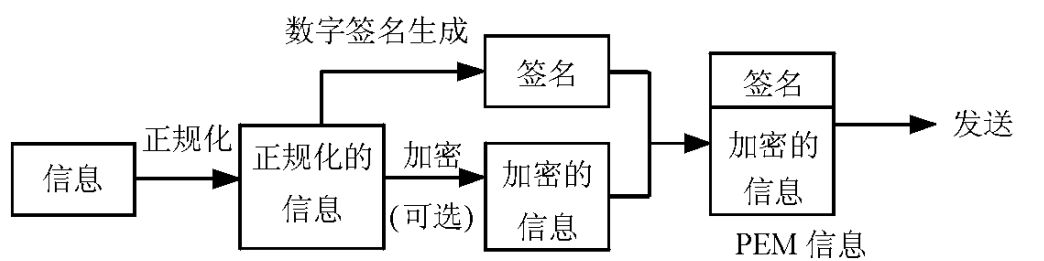 数字签名生成
签名
签名
发送
正规化
信息
正规化的
信息
加密
(可选)
加密的
信息
加密的
信息
PEM 信息